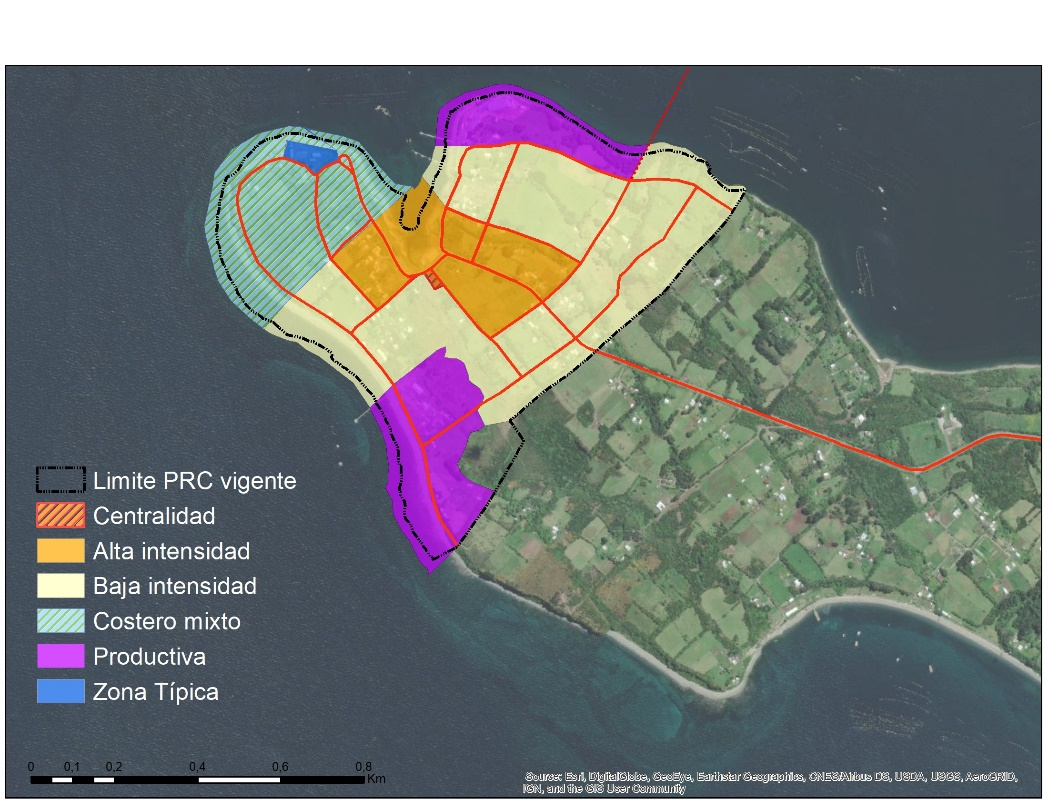 Limite PRC vigente
Centralidad
Alta intensidad
Baja intensidad
Costero mixto
Productiva
Zona Típica
0 0,1 0,2 0,4 0,6 0,8
Km
Source: Esri, DigitalGlobe, GeoEye, Earthstar Geographics, CNES/Airbus DS, USDA, USGS, AeroGRID,
IGN, and the GIS User Community